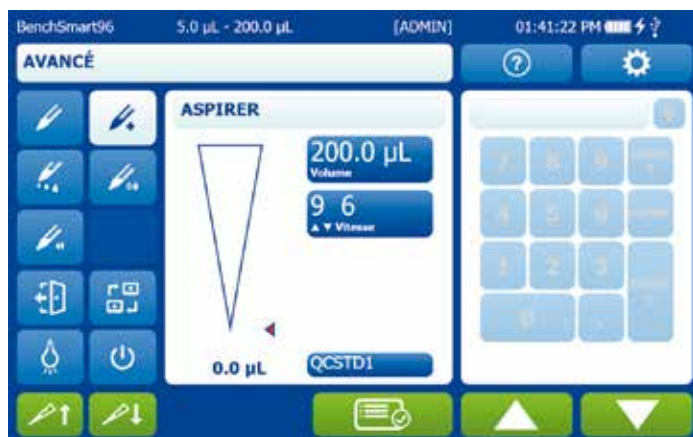 BenchSmart96 5.0 µL - 200.0 µL [ADMIN] 01:41:22 PM
AVANCÉ
?
ASPIRER
200.0 µL
Volume
9 6
▲ ▼ Vitesse
0.0 µL
QCSTD1
7 8 9
4 5 6
1 2 3
0 .